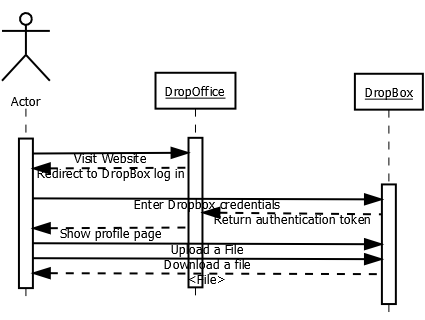 DropOffice
DropBox
Actor
Visit Website
Redirect to DropBox log in
Enter Dropbox credentials
Return authentication token
Show profile page
Upload a File
Download a file
<File>